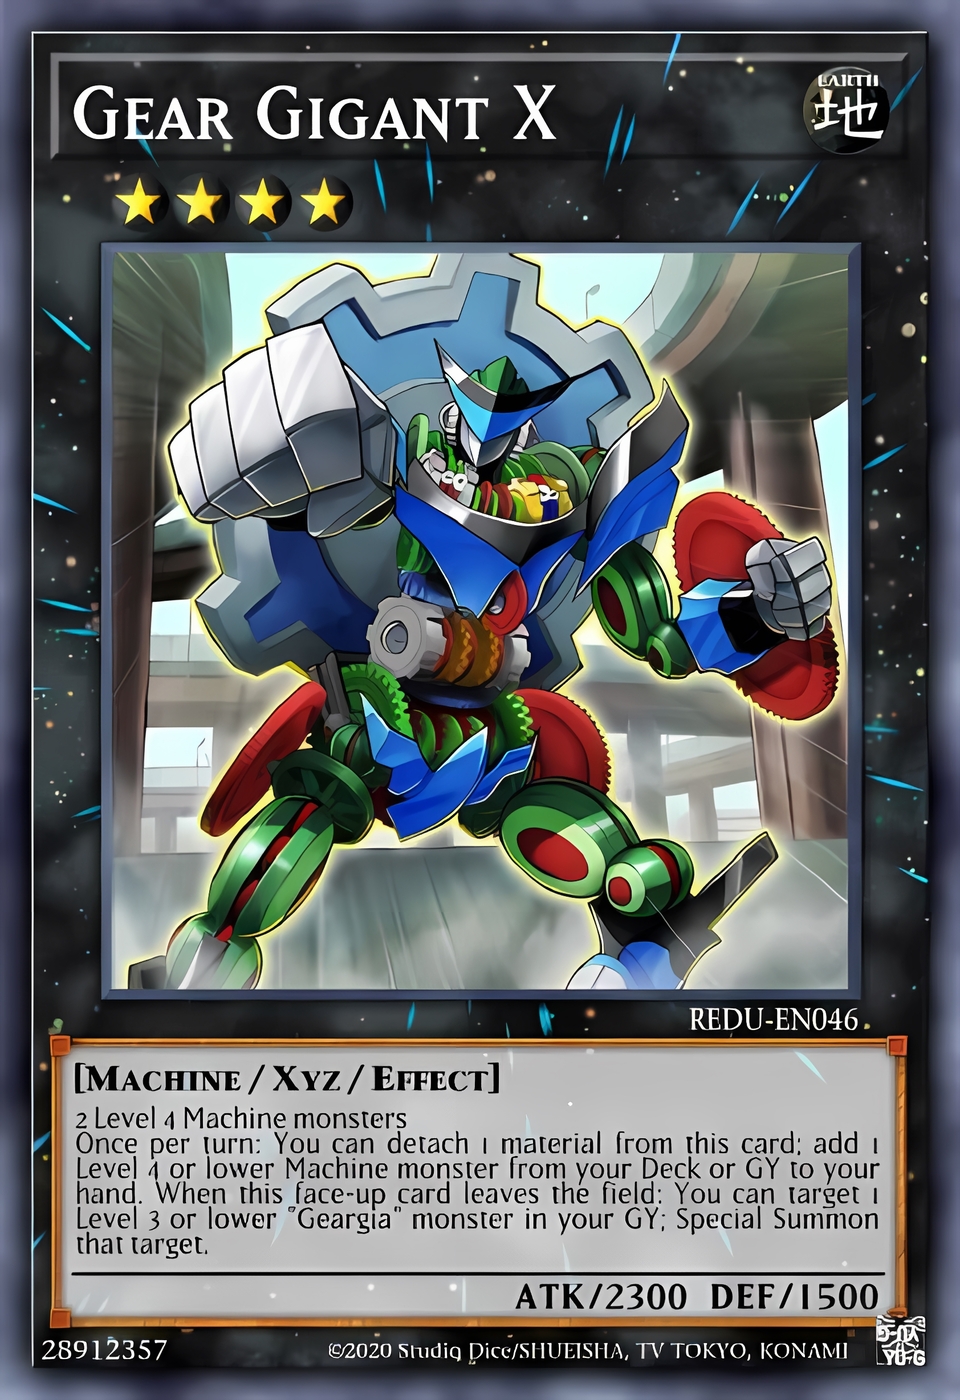 GEAR GIGANT X
EARTH
地
REDU-EN046
[MACHINE / XYZ / EFFECT]
2 Level 4 Machine monsters
Once per turn: You can detach 1 material from this card; add 1
Level 4 or lower Machine monster from your Deck or GY to your
hand. When this face-up card leaves the field: You can target 1
Level 3 or lower "Geargia" monster in your GY; Special Summon
that target.
ATK/2300 DEF/1500
28912357
©2020 Studio Dice/SHUEISHA, TV TOKYO, KONAMI